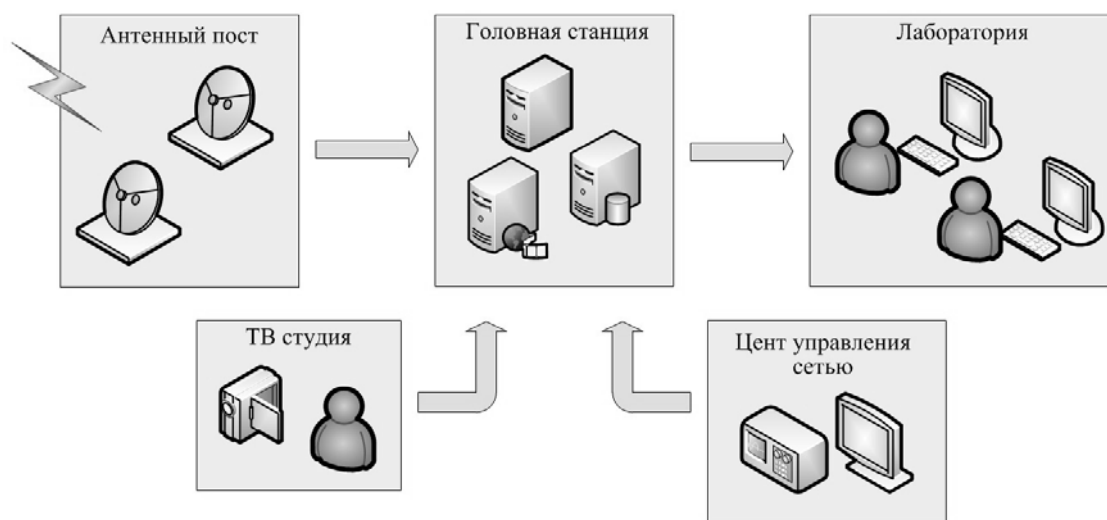 Антенный пост
Головная станция
Лаборатория
ТВ студия
Цент управления
сетью